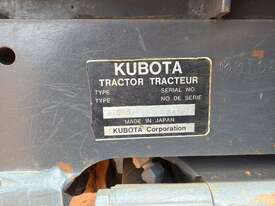 KUBOTA
TRACTOR TRACTEUR
TYPE SERIAL NO.
TYPE NO. DE SERIE
MADE IN JAPAN
KUBOTA Corporation